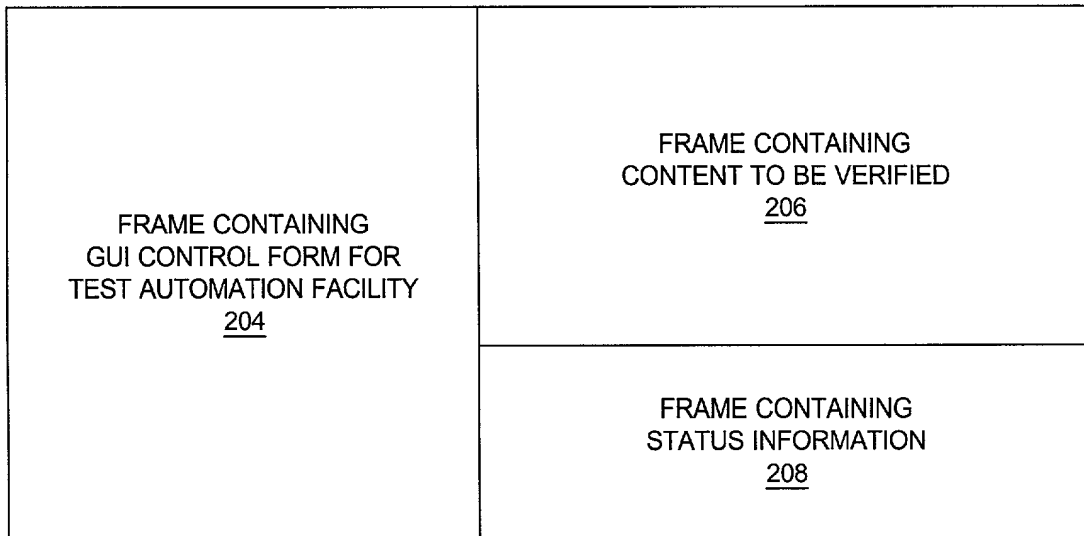 FRAME CONTAINING
GUI CONTROL FORM FOR
TEST AUTOMATION FACILITY
204
FRAME CONTAINING
CONTENT TO BE VERIFIED
206
FRAME CONTAINING
STATUS INFORMATION
208